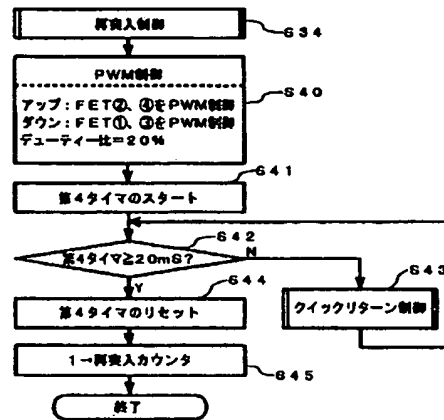 再突入制御
S34
PWM制御
アップ:FET②、④をPWM制御
ダウン:FET①、③をPWM制御
デューティー比=20%
S40
S41
第4タイマのスタート
S42
第4タイマ≧20mS?
N
Y
S43
クイックリターン制御
S44
第4タイマのリセット
1→再突入カウンタ
S45
終了